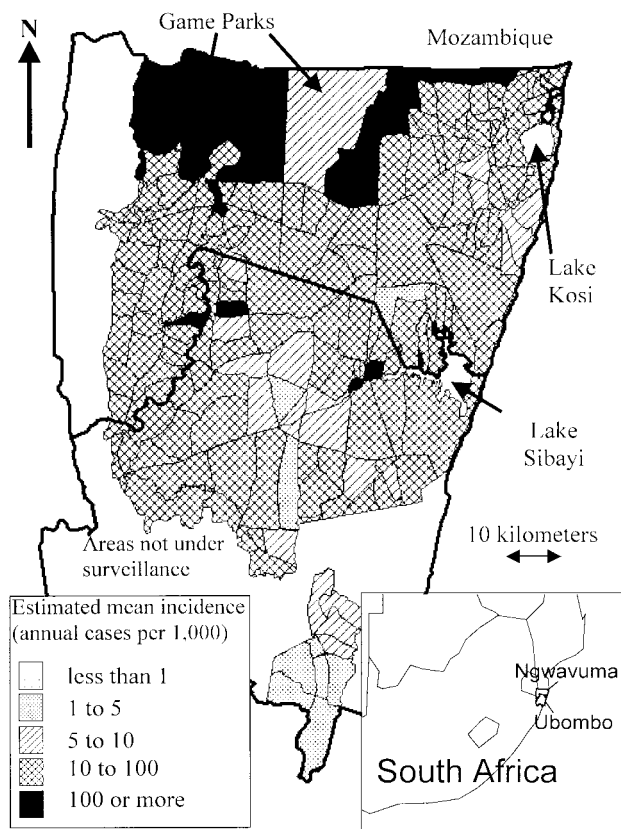 Game Parks
N
Mozambique
Lake
Kosi
Lake
Sibayi
Areas not under
surveillance
10 kilometers
Estimated mean incidence
(annual cases per 1,000)
less than 1
1 to 5
5 to 10
10 to 100
100 or more
Ngwavuma
Ubombo
South Africa